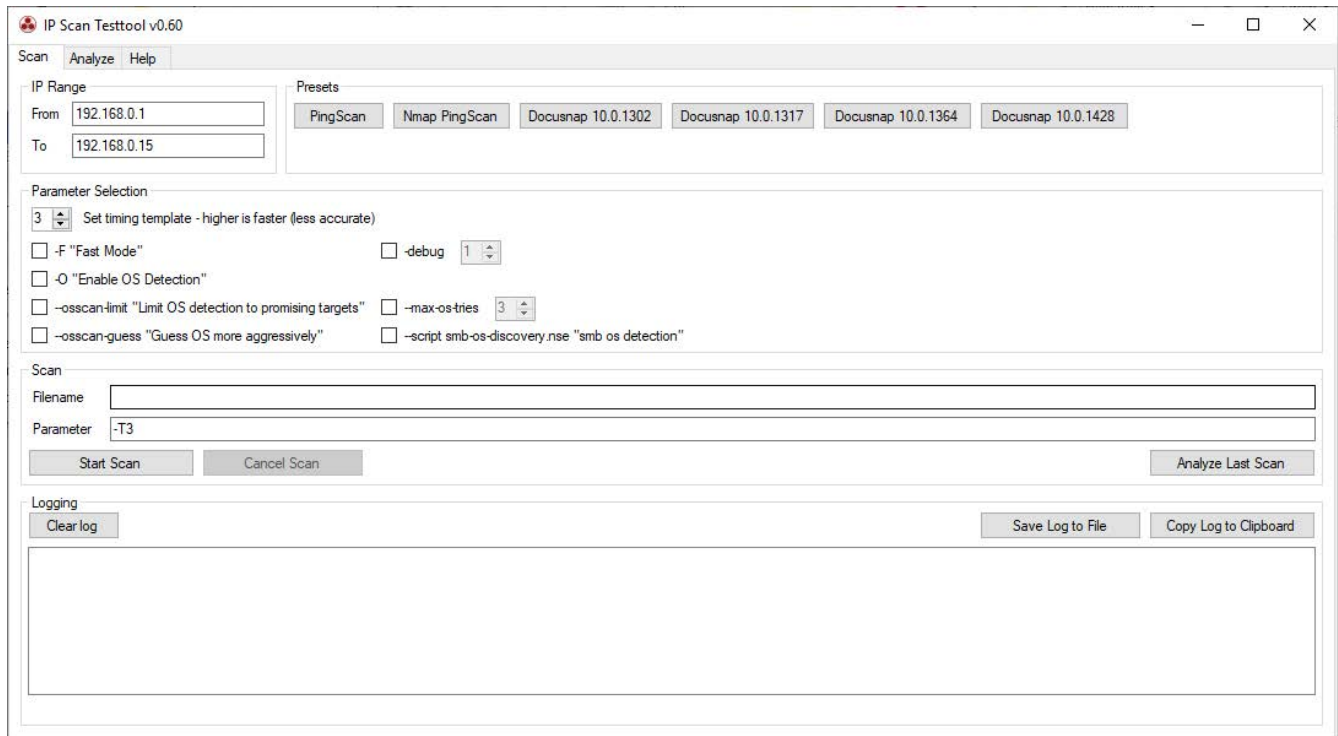 IP Scan Testtool v0.60
Scan Analyze Help
IP Range
From 192.168.0.1
To 192.168.0.15
Presets
PingScan Nmap PingScan Docusnap 10.0.1302 Docusnap 10.0.1317 Docusnap 10.0.1364 Docusnap 10.0.1428
Parameter Selection
3 Set timing template - higher is faster (less accurate)
-F "Fast Mode" -debug 1
-O "Enable OS Detection"
--osscan-limit "Limit OS detection to promising targets" --max-os-tries 3
--osscan-guess "Guess OS more aggressively" --script smb-os-discovery.nse "smb os detection"
Scan
Filename
Parameter -T3
Start Scan Cancel Scan Analyze Last Scan
Logging
Clear log Save Log to File Copy Log to Clipboard